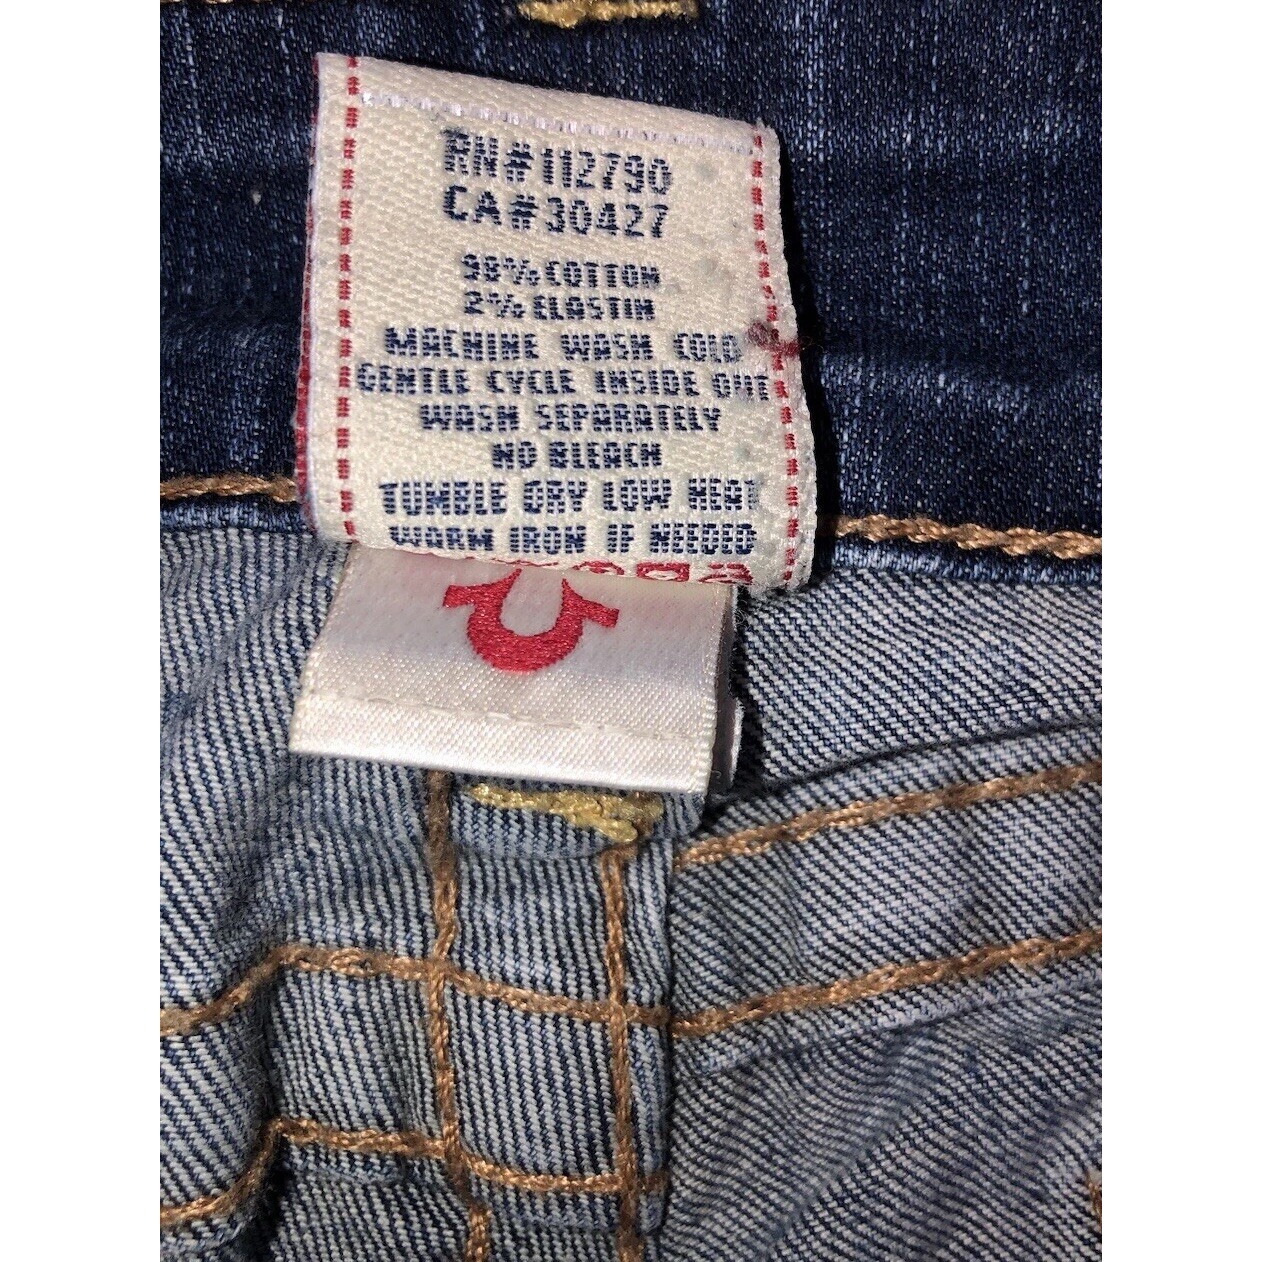 RN#112790
CA#30427
98% COTTON
2% ELASTIN
MACHINE WASH COLD
GENTLE CYCLE INSIDE OUT
WASH SEPARATELY
NO BLEACH
TUMBLE DRY LOW HEAT
WARM IRON IF NEEDED